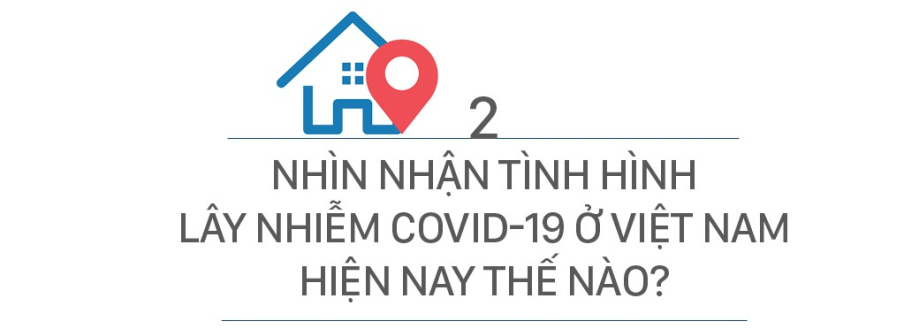 2
NHÌN NHẬN TÌNH HÌNH
LÂY NHIỄM COVID-19 Ở VIỆT NAM
HIỆN NAY THẾ NÀO?